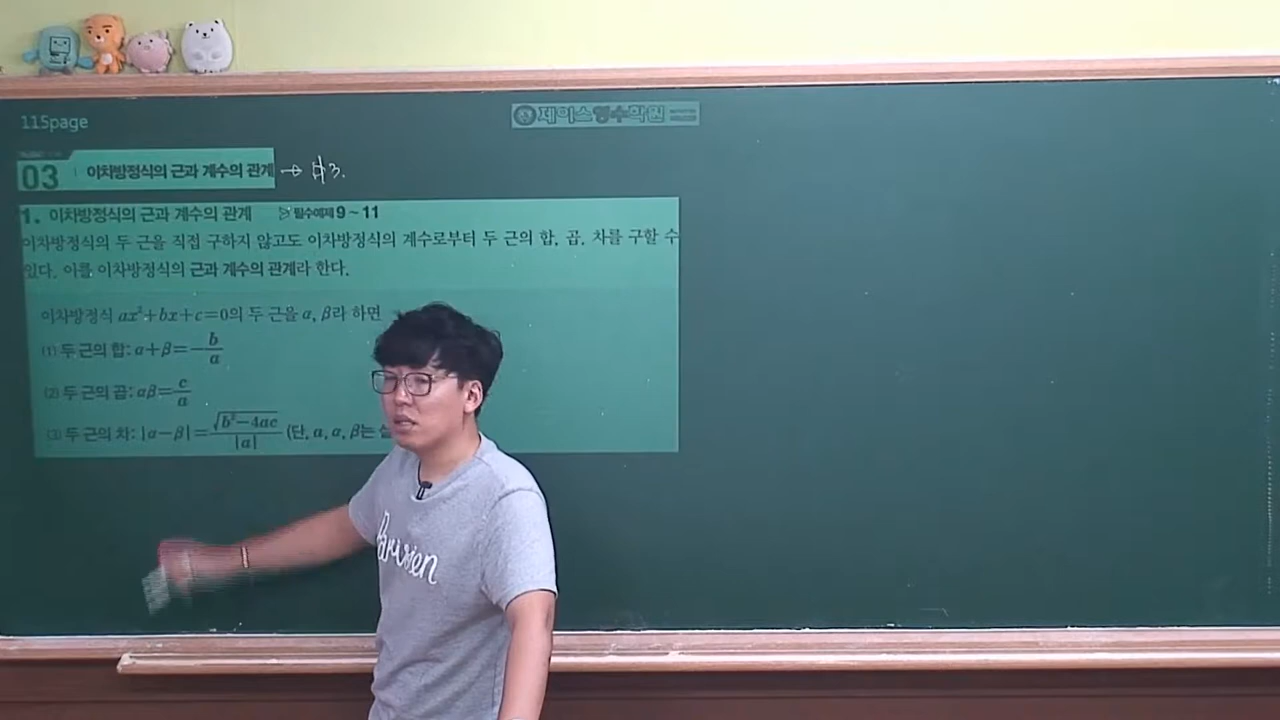 115page
제이스영수학원
03 이차방정식의 근과 계수의 관계 → #3.
1. 이차방정식의 근과 계수의 관계 ▷ 필수예제 9 ~ 11
이차방정식의 두 근을 직접 구하지 않고도 이차방정식의 계수로부터 두 근의 합, 곱, 차를 구할 수
있다. 이를 이차방정식의 근과 계수의 관계라 한다.
이차방정식 ax²+bx+c=0의 두 근을 α, β라 하면
(1) 두 근의 합: α+β=-b/a
(2) 두 근의 곱: αβ=c/a
(3) 두 근의 차: |α-β|=√(b²-4ac)/|a| (단, a, α, β는
Parisien